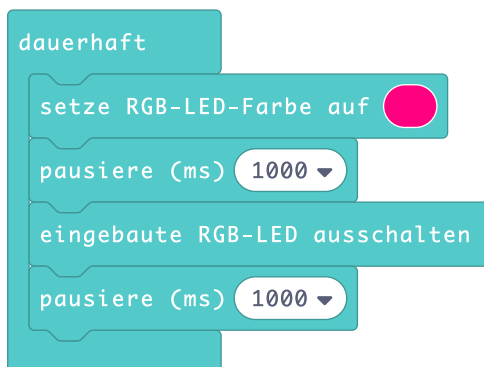 dauerhaft
setze RGB-LED-Farbe auf
pausiere (ms) 1000
eingebaute RGB-LED ausschalten
pausiere (ms) 1000